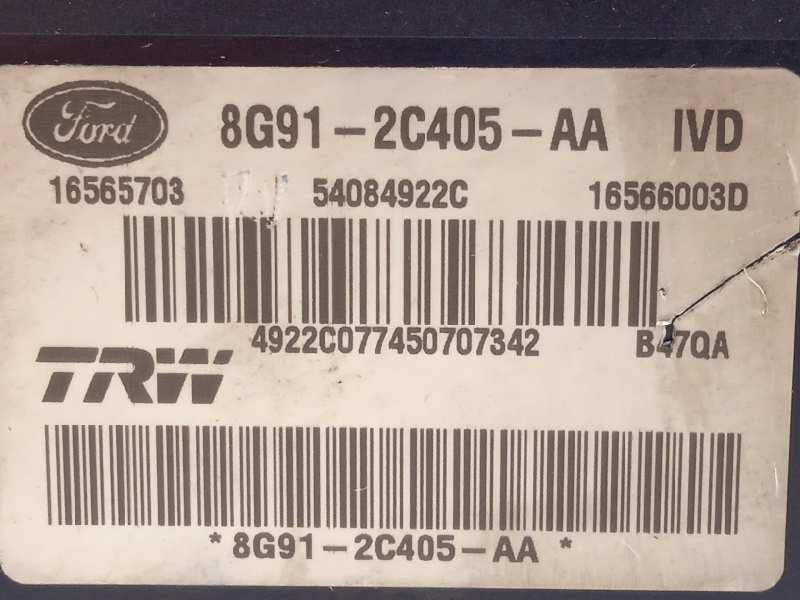 Ford 8G91-2C405-AA IVD
16565703 54084922C 16566003D
4922C077450707342 B47QA
TRW
*8G91-2C405-AA*